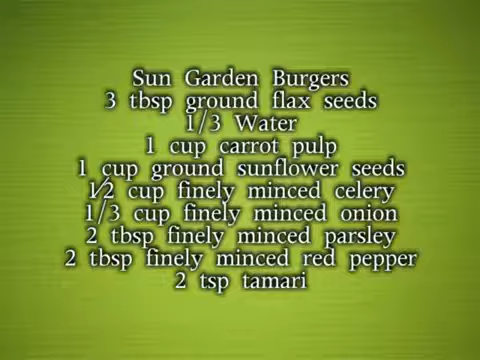 Sun Garden Burgers
3 tbsp ground flax seeds
1/3 Water
1 cup carrot pulp
1 cup ground sunflower seeds
1⁄2 cup finely minced celery
1/3 cup finely minced onion
2 tbsp finely minced parsley
2 tbsp finely minced red pepper
2 tsp tamari